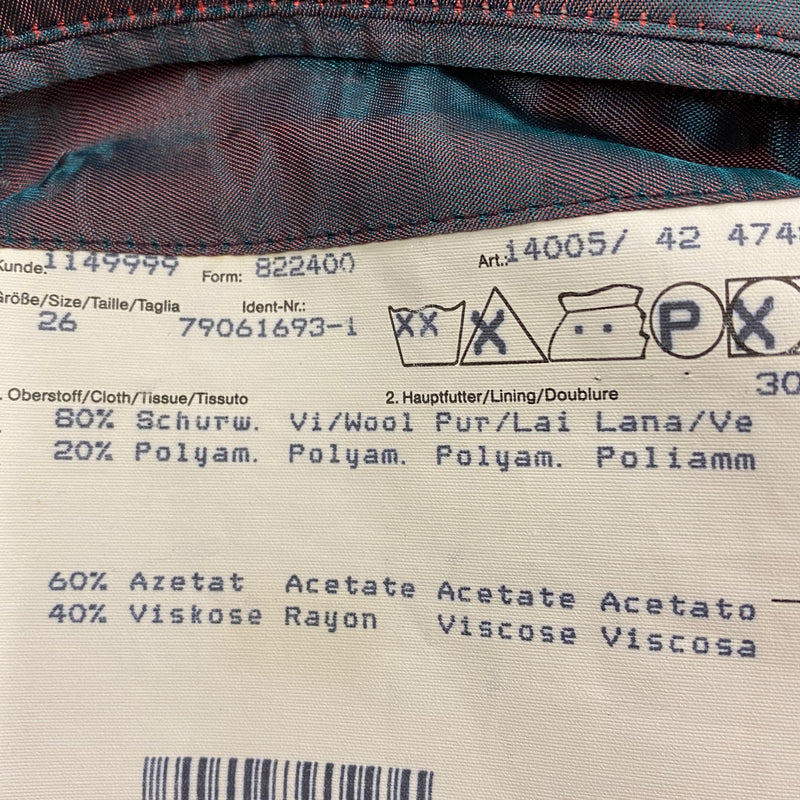 Kunde: 1149999 Form: 822400 Art.: 14005/ 42 474
Größe/Size/Taille/Taglia Ident-Nr.:
26 79061693-1
XX X P X
30
. Oberstoff/Cloth/Tissue/Tissuto 2. Hauptfutter/Lining/Doublure
80% Schurw. Vi/Wool Pur/Lai Lana/Ve
20% Polyam. Polyam. Polyam. Poliamm
60% Azetat Acetate Acetate Acetato
40% Viskose Rayon Viscose Viscosa